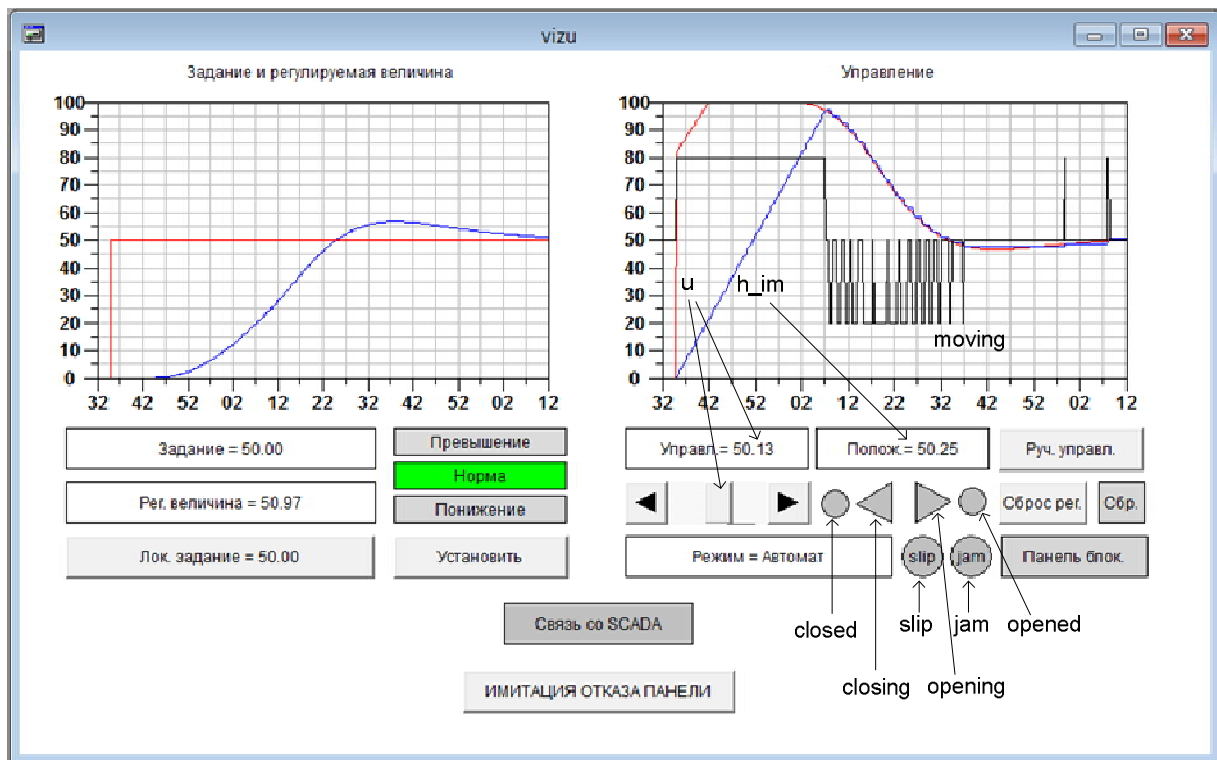 vizu
Задание и регулируемая величина
Управление
100
90
80
70
60
50
40
30
20
10
0
32 42 52 02 12 22 32 42 52 02 12
100
90
80
70
60
50
40
30
20
10
0
32 42 52 02 12 22 32 42 52 02 12
u
h_im
moving
Задание = 50.00
Превышение
Управл.= 50.13
Полож.= 50.25
Руч. управл.
Норма
Рег. величина = 50.97
Понижение
Сброс рег.
Сбр.
Лок. задание = 50.00
Установить
Режим = Автомат
slip
jam
Панель блок.
Связь со SCADA
closed
slip
jam
opened
closing
opening
ИМИТАЦИЯ ОТКАЗА ПАНЕЛИ